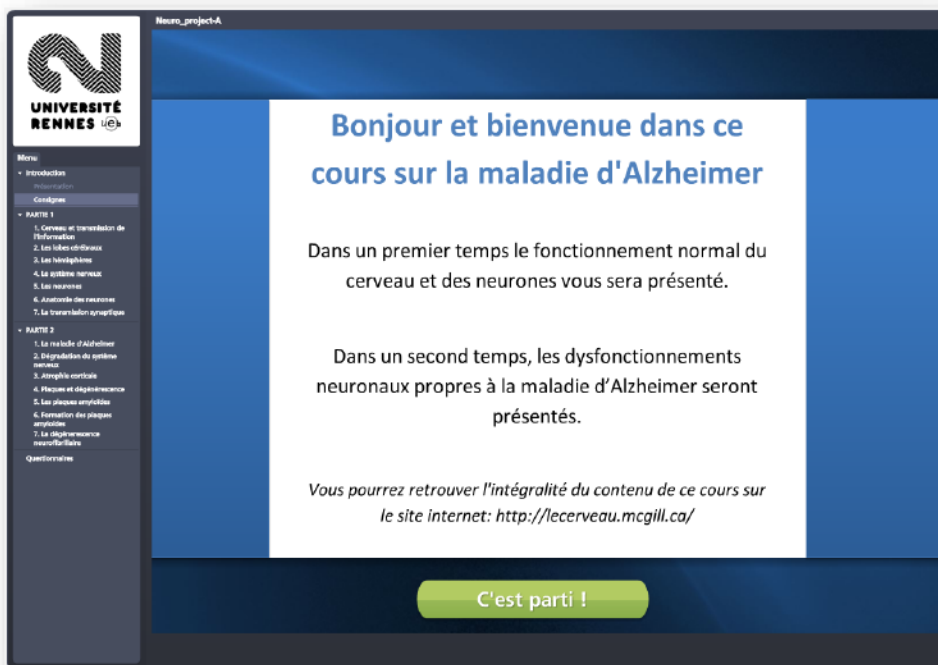 Neuro_project-A
UNIVERSITÉ
RENNES ueb
Menu
Introduction
Présentation
Consignes
PARTIE 1
1. Cerveau et transmission de
l'information
2. Les lobes cérébraux
3. Les hémisphères
4. Le système nerveux
5. Les neurones
6. Anatomie des neurones
7. La transmission synaptique
PARTIE 2
1. La maladie d'Alzheimer
2. Dégradation du système
nerveux
3. Atrophie corticale
4. Plaques et dégénérescence
5. Les plaques amyloïdes
6. Formation des plaques
amyloïdes
7. La dégénerescence
neurofibrillaire
Questionnaires
Bonjour et bienvenue dans ce
cours sur la maladie d'Alzheimer
Dans un premier temps le fonctionnement normal du
cerveau et des neurones vous sera présenté.
Dans un second temps, les dysfonctionnements
neuronaux propres à la maladie d'Alzheimer seront
présentés.
Vous pourrez retrouver l'intégralité du contenu de ce cours sur
le site internet: http://lecerveau.mcgill.ca/
C'est parti !